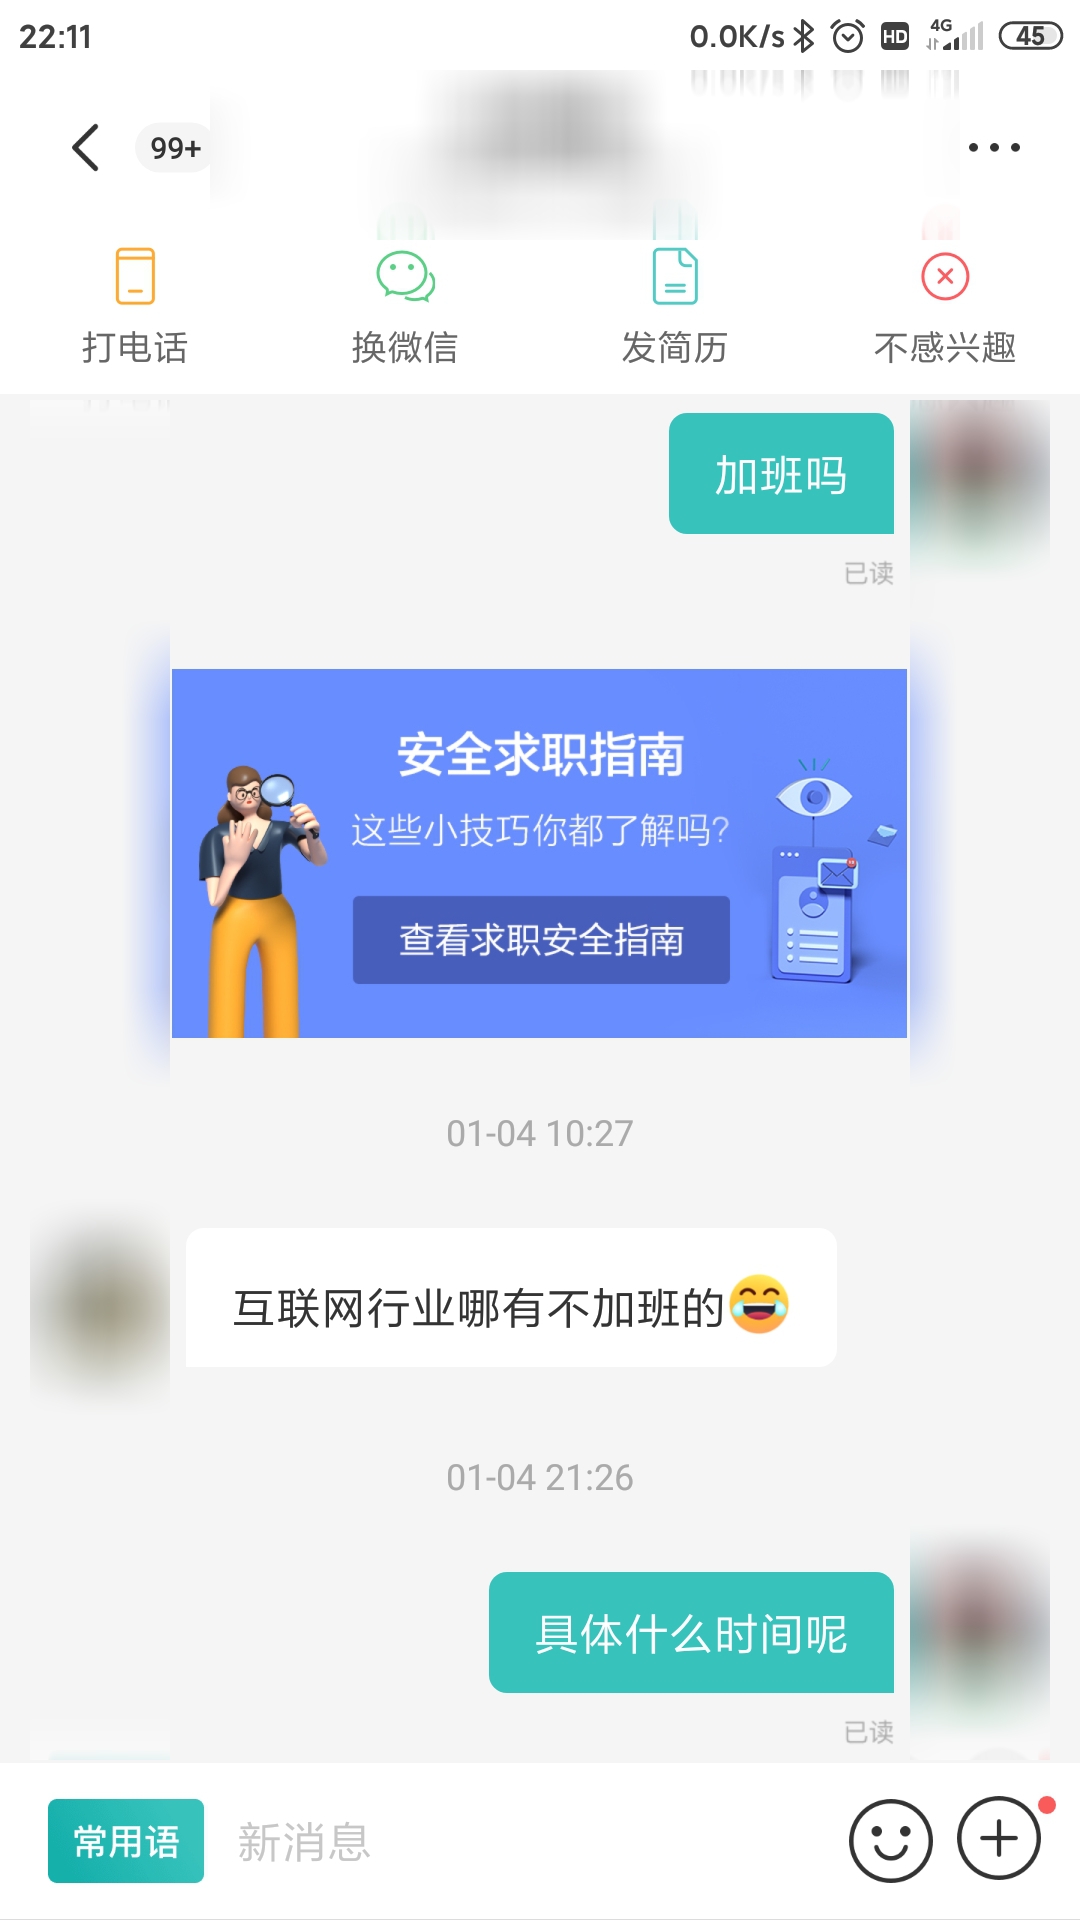 22:11
0.0K/s HD 4G 45
99+
打电话 换微信 发简历 不感兴趣
加班吗
已读
安全求职指南
这些小技巧你都了解吗?
查看求职安全指南
01-04 10:27
互联网行业哪有不加班的😂
01-04 21:26
具体什么时间呢
已读
常用语 新消息